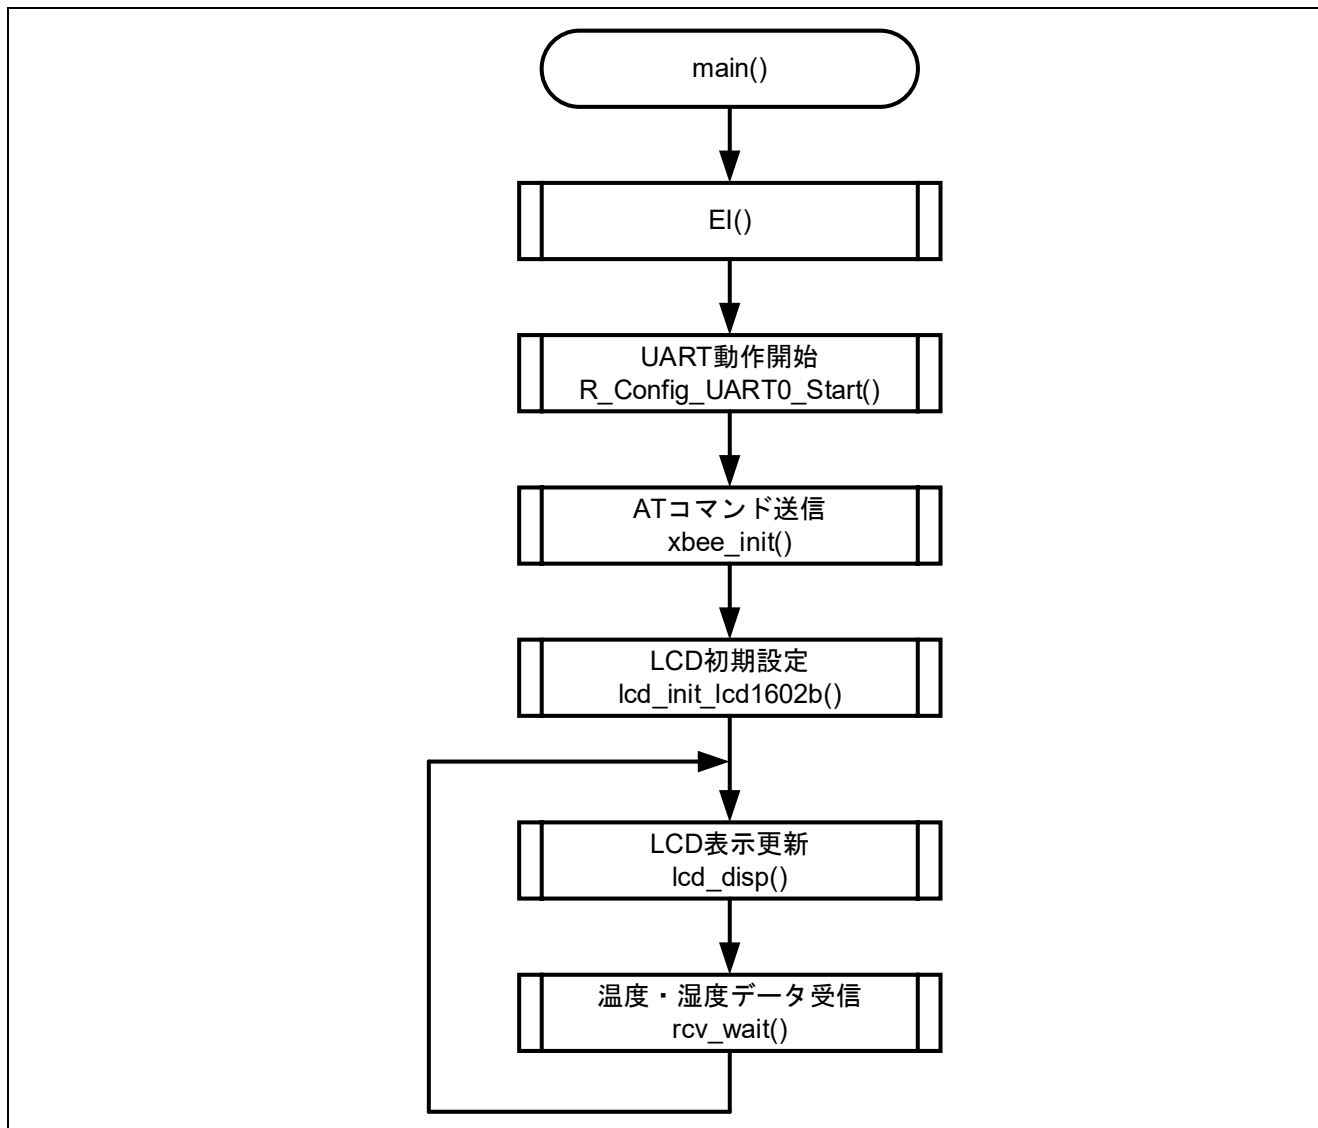 main()
EI()
UART動作開始
R_Config_UART0_Start()
ATコマンド送信
xbee_init()
LCD初期設定
lcd_init_lcd1602b()
LCD表示更新
lcd_disp()
温度・湿度データ受信
rcv_wait()